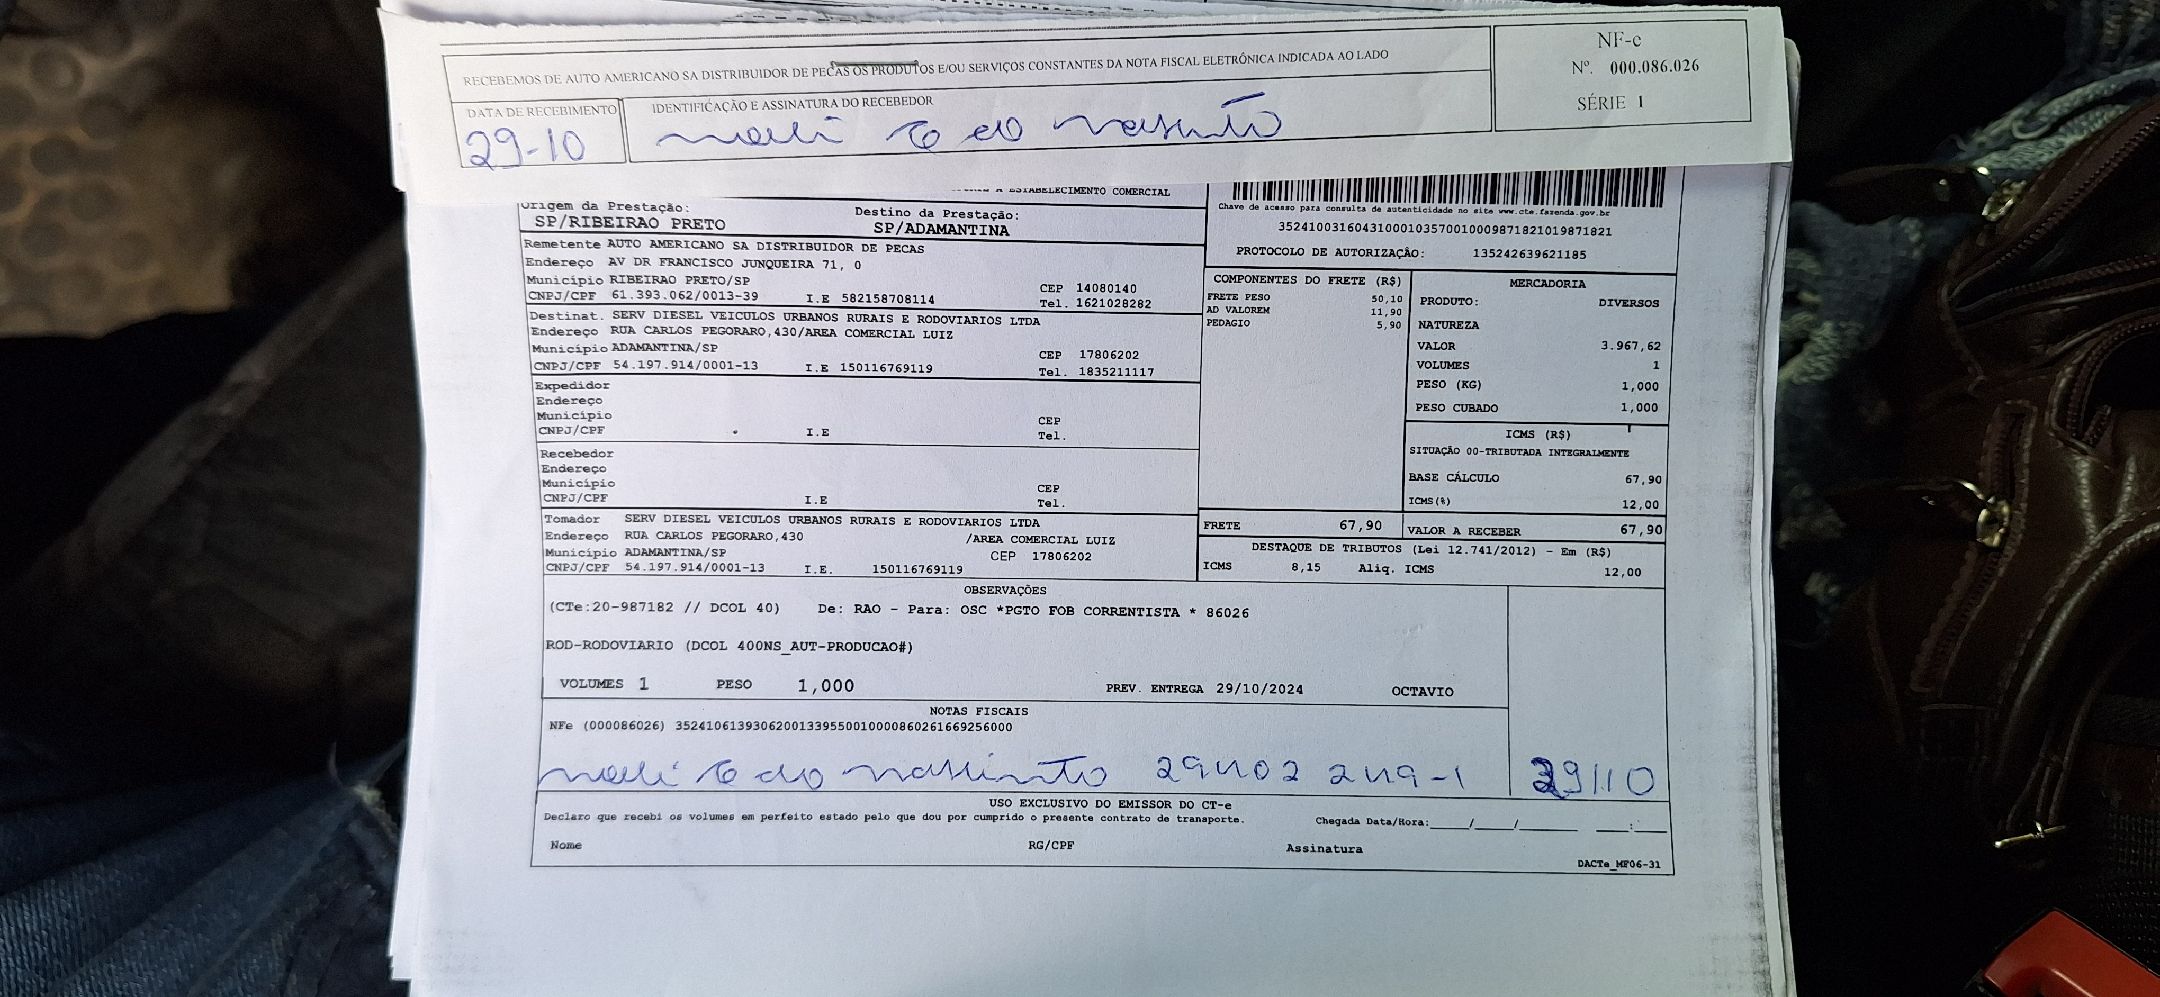 RECEBEMOS DE AUTO AMERICANO SA DISTRIBUIDOR DE PECAS OS PRODUTOS E/OU SERVIÇOS CONSTANTES DA NOTA FISCAL ELETRÔNICA INDICADA AO LADO
NF-e
Nº. 000.086.026
SÉRIE 1
DATA DE RECEBIMENTO
IDENTIFICAÇÃO E ASSINATURA DO RECEBEDOR
29-10
do
A ESTABELECIMENTO COMERCIAL
Origem da Prestação:
SP/RIBEIRAO PRETO
Destino da Prestação:
SP/ADAMANTINA
Chave de acesso para consulta de autenticidade no site www.cte.fazenda.gov.br
35241003160431000103570010009871821019871821
PROTOCOLO DE AUTORIZAÇÂO: 135242639621185
Remetente AUTO AMERICANO SA DISTRIBUIDOR DE PECAS
Endereço AV DR FRANCISCO JUNQUEIRA 71, 0
Município RIBEIRAO PRETO/SP CEP 14080140
CNPJ/CPF 61.393.062/0013-39 I.E 582158708114 Tel. 1621028282
Destinat. SERV DIESEL VEICULOS URBANOS RURAIS E RODOVIARIOS LTDA
Endereço RUA CARLOS PEGORARO,430/AREA COMERCIAL LUIZ
Município ADAMANTINA/SP CEP 17806202
CNPJ/CPF 54.197.914/0001-13 I.E 150116769119 Tel. 1835211117
Expedidor
Endereço
Município CEP
CNPJ/CPF I.E Tel.
Recebedor
Endereço
Município CEP
CNPJ/CPF I.E Tel.
Tomador SERV DIESEL VEICULOS URBANOS RURAIS E RODOVIARIOS LTDA
Endereço RUA CARLOS PEGORARO,430 /AREA COMERCIAL LUIZ
Município ADAMANTINA/SP CEP 17806202
CNPJ/CPF 54.197.914/0001-13 I.E. 150116769119
COMPONENTES DO FRETE (R$)
FRETE PESO 50,10
AD VALOREM 11,90
PEDAGIO 5,90
MERCADORIA
PRODUTO: DIVERSOS
NATUREZA
VALOR 3.967,62
VOLUMES 1
PESO (KG) 1,000
PESO CUBADO 1,000
ICMS (R$)
SITUAÇÃO 00-TRIBUTADA INTEGRALMENTE
BASE CÁLCULO 67,90
ICMS(%) 12,00
FRETE 67,90 VALOR A RECEBER 67,90
DESTAQUE DE TRIBUTOS (Lei 12.741/2012) - Em (R$)
ICMS 8,15 Aliq. ICMS 12,00
OBSERVAÇÕES
(CTe:20-987182 // DCOL 40) De: RAO - Para: OSC *PGTO FOB CORRENTISTA * 86026
ROD-RODOVIARIO (DCOL 400NS_AUT-PRODUCAO#)
VOLUMES 1 PESO 1,000 PREV. ENTREGA 29/10/2024 OCTAVIO
NOTAS FISCAIS
NFe (000086026) 35241061393062001339550010000860261669256000
do 29/10
USO EXCLUSIVO DO EMISSOR DO CT-e
Declaro que recebi os volumes em perfeito estado pelo que dou por cumprido o presente contrato de transporte. Chegada Data/Hora:____/____/_______ ____:____
Nome RG/CPF Assinatura
DACTe_MF06-31